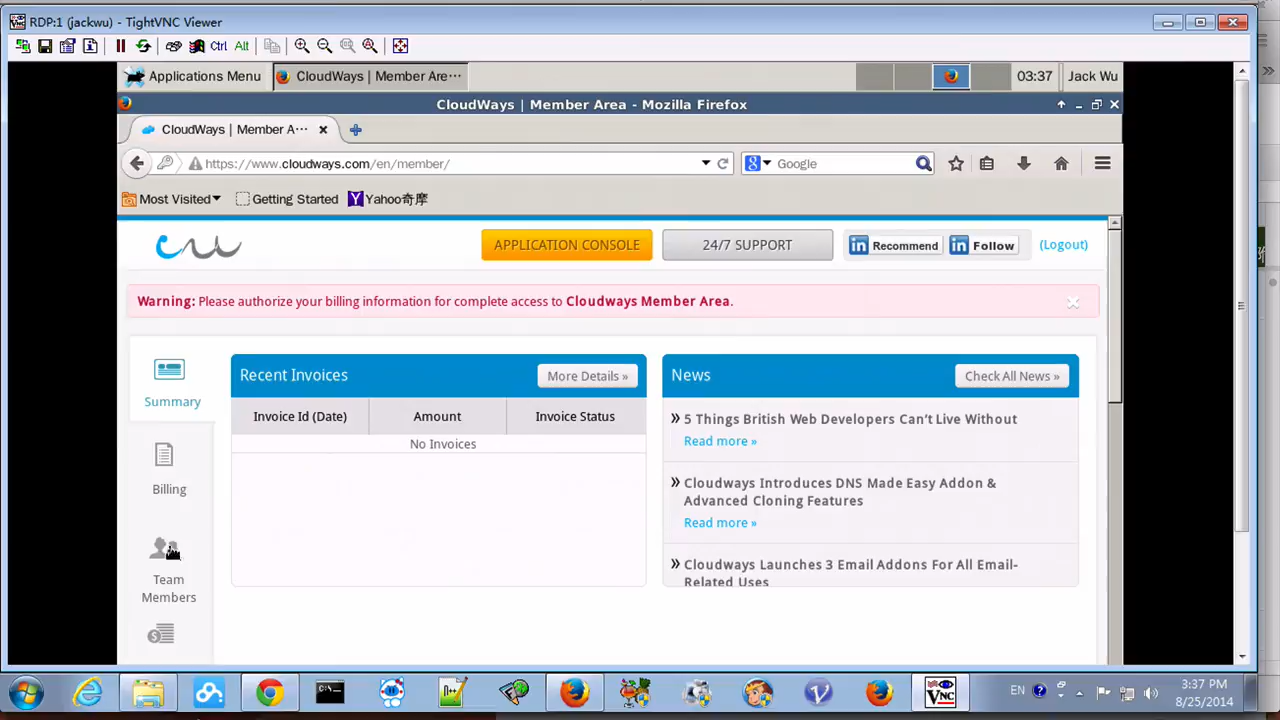 RDP:1 (jackwu) - TightVNC Viewer
Ctrl Alt
Applications Menu
CloudWays | Member Are···
03:37
Jack Wu
CloudWays | Member Area - Mozilla Firefox
CloudWays | Member A···
https://www.cloudways.com/en/member/
Google
Most Visited
Getting Started
Yahoo奇摩
cw
APPLICATION CONSOLE
24/7 SUPPORT
in Recommend
in Follow
(Logout)
Warning: Please authorize your billing information for complete access to Cloudways Member Area.
Summary
Billing
Team
Members
Recent Invoices
More Details »
Invoice Id (Date)
Amount
Invoice Status
No Invoices
News
Check All News »
» 5 Things British Web Developers Can't Live Without
Read more »
» Cloudways Introduces DNS Made Easy Addon &
Advanced Cloning Features
Read more »
» Cloudways Launches 3 Email Addons For All Email-
Related Uses
EN
3:37 PM
8/25/2014